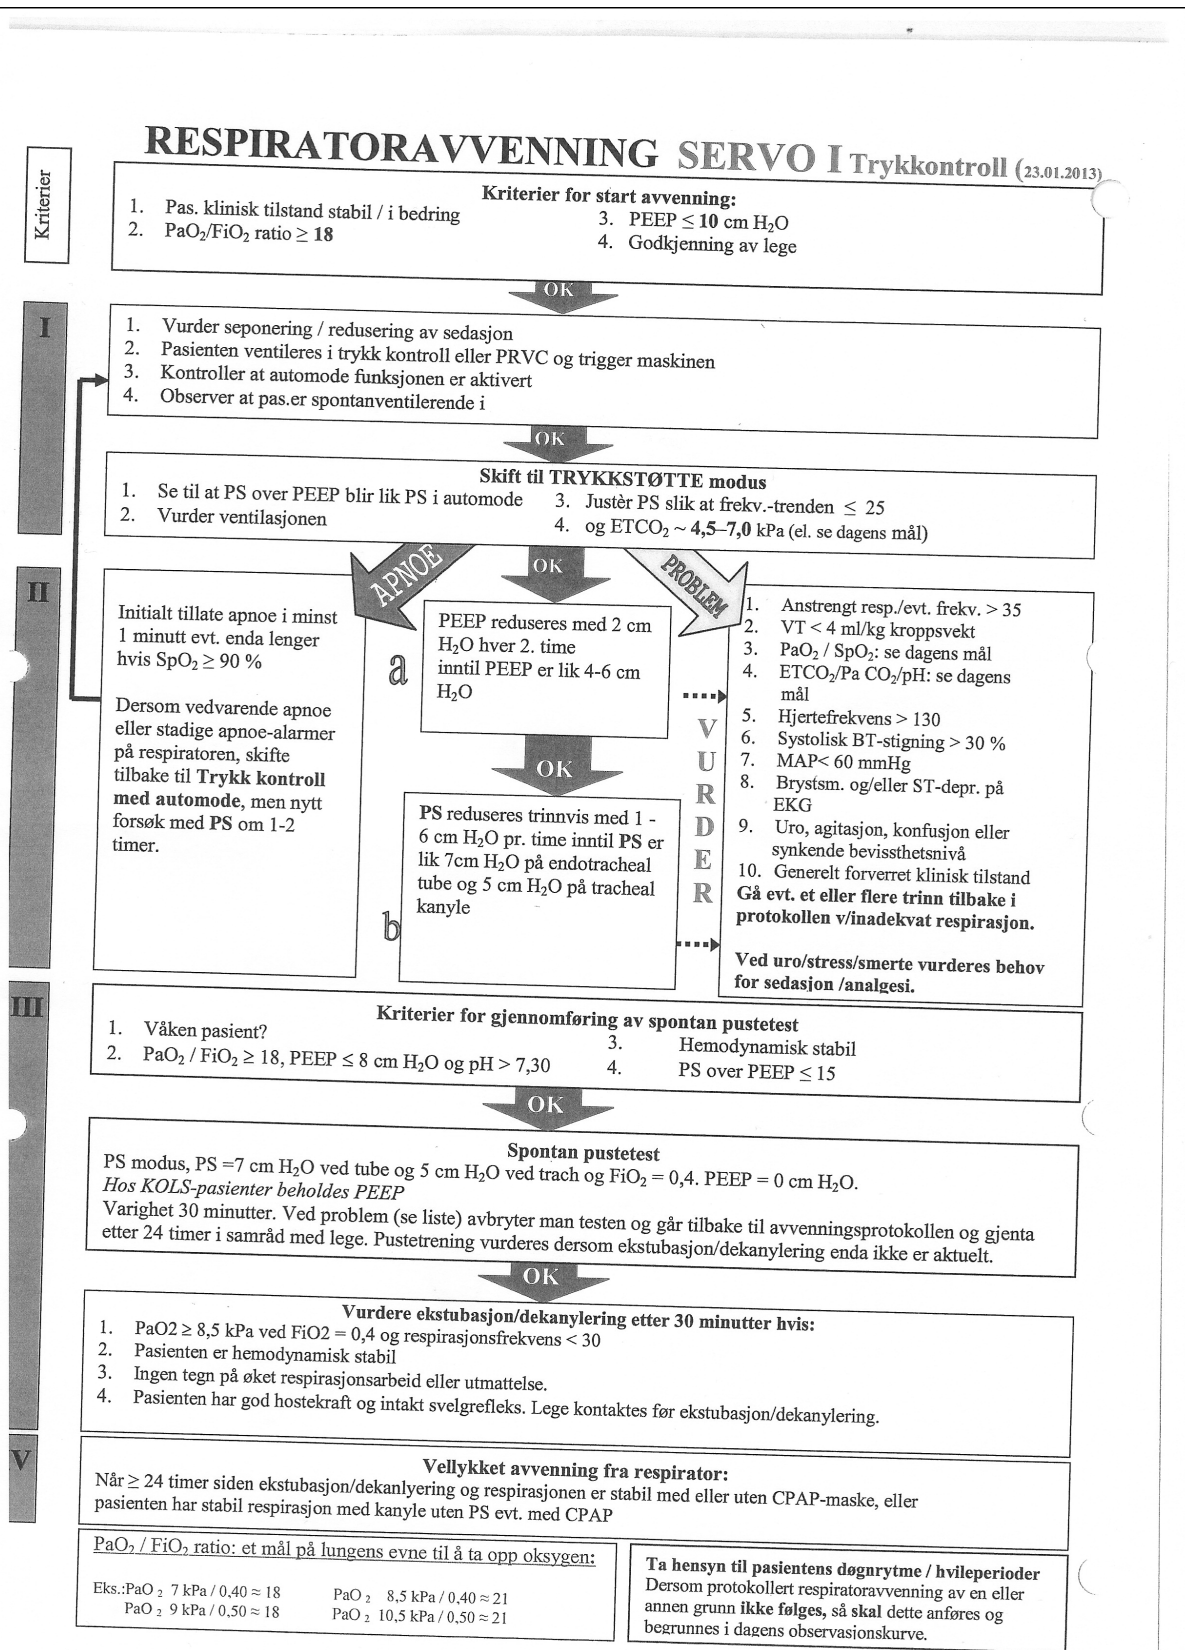 RESPIRATORAVVENNING SERVO I Trykkontroll (23.01.2013)
Kriterier
Kriterier for start avvenning:
1. Pas. klinisk tilstand stabil / i bedring
2. PaO₂/FiO₂ ratio ≥ 18
3. PEEP ≤ 10 cm H₂O
4. Godkjenning av lege
OK
I
1. Vurder seponering / redusering av sedasjon
2. Pasienten ventileres i trykk kontroll eller PRVC og trigger maskinen
3. Kontroller at automode funksjonen er aktivert
4. Observer at pas.er spontanventilerende i
OK
Skift til TRYKKSTØTTE modus
1. Se til at PS over PEEP blir lik PS i automode
2. Vurder ventilasjonen
3. Justèr PS slik at frekv.-trenden ≤ 25
4. og ETCO₂ ~ 4,5–7,0 kPa (el. se dagens mål)
APNOE
OK
PROBLEM
II
Initialt tillate apnoe i minst
1 minutt evt. enda lenger
hvis SpO₂ ≥ 90 %
Dersom vedvarende apnoe
eller stadige apnoe-alarmer
på respiratoren, skifte
tilbake til Trykk kontroll
med automode, men nytt
forsøk med PS om 1-2
timer.
a
PEEP reduseres med 2 cm
H₂O hver 2. time
inntil PEEP er lik 4-6 cm
H₂O
OK
b
PS reduseres trinnvis med 1 -
6 cm H₂O pr. time inntil PS er
lik 7cm H₂O på endotracheal
tube og 5 cm H₂O på tracheal
kanyle
VURDER
1. Anstrengt resp./evt. frekv. > 35
2. VT < 4 ml/kg kroppsvekt
3. PaO₂ / SpO₂: se dagens mål
4. ETCO₂/Pa CO₂/pH: se dagens
mål
5. Hjertefrekvens > 130
6. Systolisk BT-stigning > 30 %
7. MAP< 60 mmHg
8. Brystsm. og/eller ST-depr. på
EKG
9. Uro, agitasjon, konfusjon eller
synkende bevissthetsnivå
10. Generelt forverret klinisk tilstand
Gå evt. et eller flere trinn tilbake i
protokollen v/inadekvat respirasjon.
Ved uro/stress/smerte vurderes behov
for sedasjon /analgesi.
III
Kriterier for gjennomføring av spontan pustetest
1. Våken pasient?
2. PaO₂ / FiO₂ ≥ 18, PEEP ≤ 8 cm H₂O og pH > 7,30
3. Hemodynamisk stabil
4. PS over PEEP ≤ 15
OK
Spontan pustetest
PS modus, PS =7 cm H₂O ved tube og 5 cm H₂O ved trach og FiO₂ = 0,4. PEEP = 0 cm H₂O.
Hos KOLS-pasienter beholdes PEEP
Varighet 30 minutter. Ved problem (se liste) avbryter man testen og går tilbake til avvenningsprotokollen og gjenta
etter 24 timer i samråd med lege. Pustetrening vurderes dersom ekstubasjon/dekanylering enda ikke er aktuelt.
OK
Vurdere ekstubasjon/dekanylering etter 30 minutter hvis:
1. PaO2 ≥ 8,5 kPa ved FiO2 = 0,4 og respirasjonsfrekvens < 30
2. Pasienten er hemodynamisk stabil
3. Ingen tegn på øket respirasjonsarbeid eller utmattelse.
4. Pasienten har god hostekraft og intakt svelgrefleks. Lege kontaktes før ekstubasjon/dekanylering.
V
Vellykket avvenning fra respirator:
Når ≥ 24 timer siden ekstubasjon/dekanlyering og respirasjonen er stabil med eller uten CPAP-maske, eller
pasienten har stabil respirasjon med kanyle uten PS evt. med CPAP
PaO₂ / FiO₂ ratio: et mål på lungens evne til å ta opp oksygen:
Eks.:PaO ₂ 7 kPa / 0,40 ≈ 18 PaO ₂ 8,5 kPa / 0,40 ≈ 21
PaO ₂ 9 kPa / 0,50 ≈ 18 PaO ₂ 10,5 kPa / 0,50 ≈ 21
Ta hensyn til pasientens døgnrytme / hvileperioder
Dersom protokollert respiratoravvenning av en eller
annen grunn ikke følges, så skal dette anføres og
begrunnes i dagens observasjonskurve.